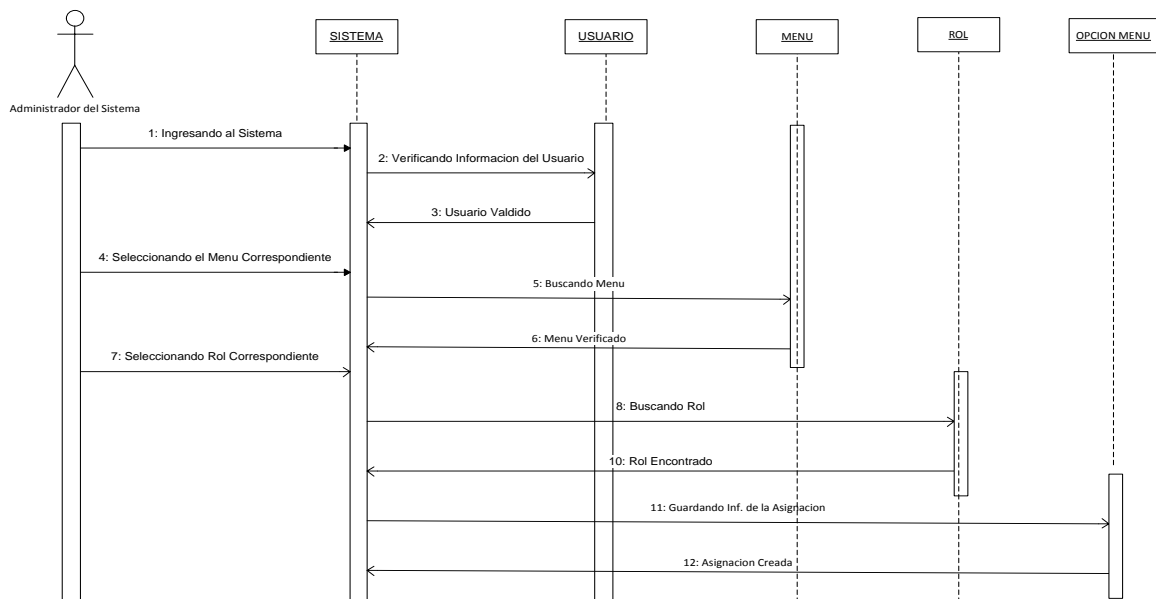 SISTEMA
USUARIO
MENU
ROL
OPCION MENU
Administrador del Sistema
1: Ingresando al Sistema
2: Verificando Informacion del Usuario
3: Usuario Valdido
4: Seleccionando el Menu Correspondiente
5: Buscando Menu
6: Menu Verificado
7: Seleccionando Rol Correspondiente
8: Buscando Rol
10: Rol Encontrado
11: Guardando Inf. de la Asignacion
12: Asignacion Creada